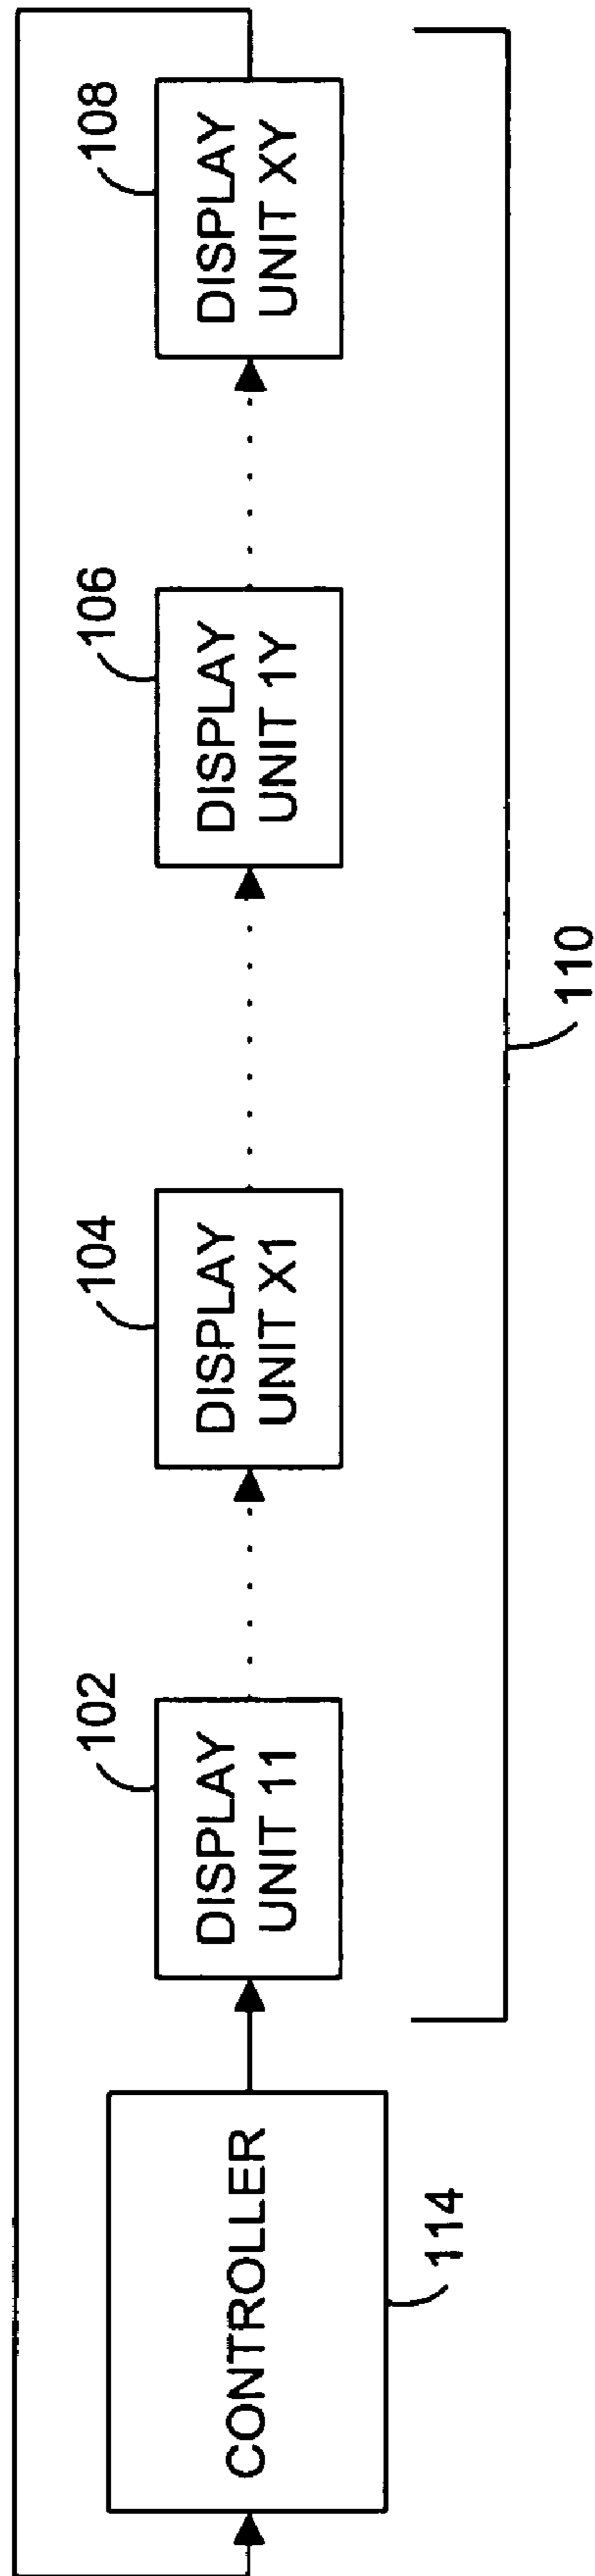 108
DISPLAY
UNIT XY
106
DISPLAY
UNIT 1Y
104
DISPLAY
UNIT X1
102
DISPLAY
UNIT 11
CONTROLLER
114
110